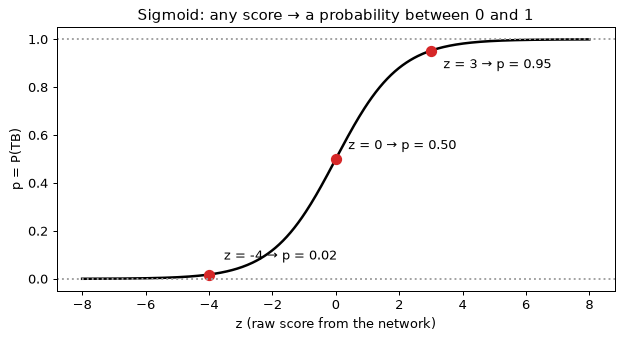 Sigmoid: any score → a probability between 0 and 1
1.0
0.8
0.6
0.4
0.2
0.0
p = P(TB)
z = 3 → p = 0.95
z = 0 → p = 0.50
z = -4 → p = 0.02
−8 −6 −4 −2 0 2 4 6 8
z (raw score from the network)